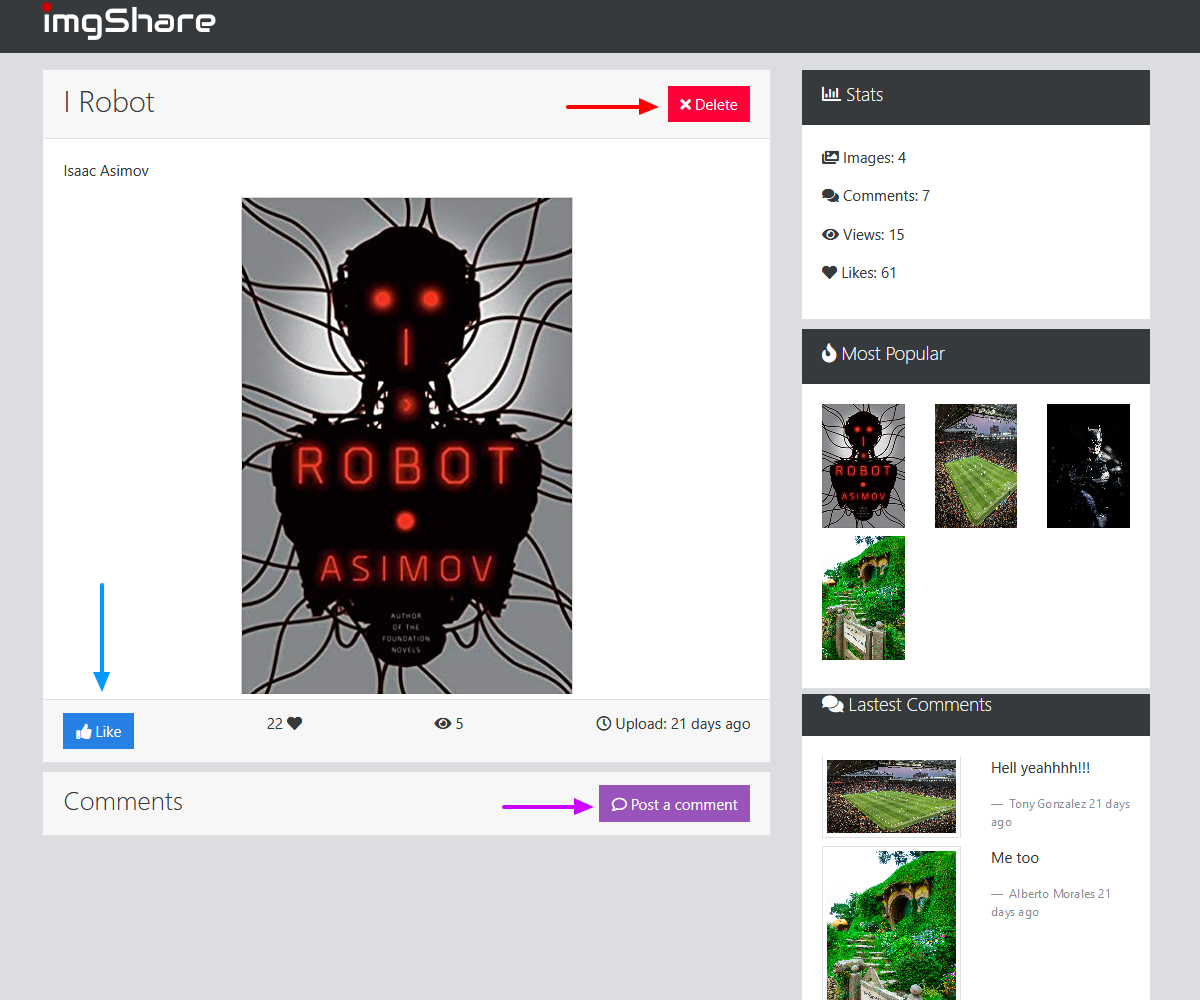 imgShare
I Robot
Delete
Isaac Asimov
I
ROBOT
ASIMOV
AUTHOR
OF THE
FOUNDATION
NOVELS
Like
22
5
Upload: 21 days ago
Comments
Post a comment
Stats
Images: 4
Comments: 7
Views: 15
Likes: 61
Most Popular
ROBOT
ASIMOV
Lastest Comments
Hell yeahhhh!!!
— Tony Gonzalez 21 days
ago
Me too
— Alberto Morales 21
days ago